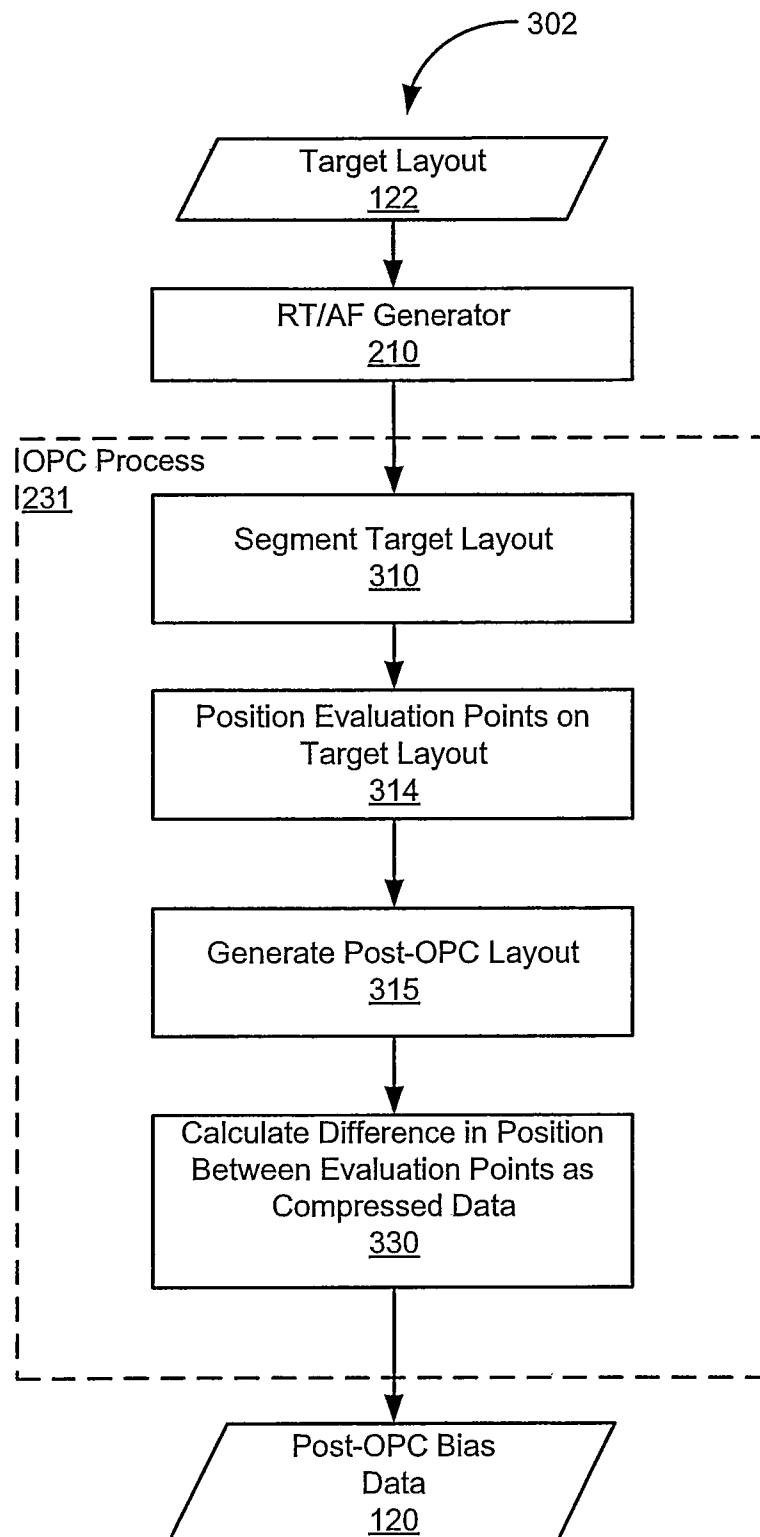 302
Target Layout
122
RT/AF Generator
210
OPC Process
231
Segment Target Layout
310
Position Evaluation Points on
Target Layout
314
Generate Post-OPC Layout
315
Calculate Difference in Position
Between Evaluation Points as
Compressed Data
330
Post-OPC Bias
Data
120